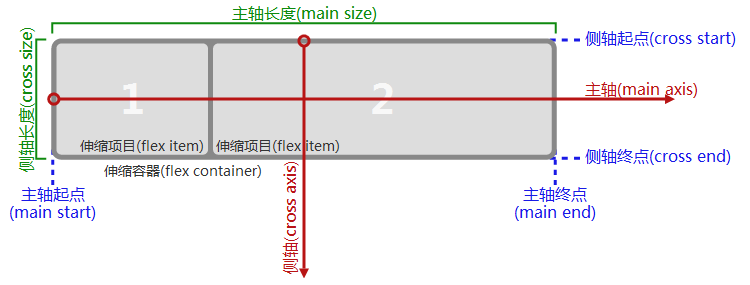 主轴长度(main size)
侧轴起点(cross start)
侧轴长度(cross size)
1
2
主轴(main axis)
伸缩项目(flex item)
伸缩项目(flex item)
侧轴终点(cross end)
伸缩容器(flex container)
主轴起点
(main start)
侧轴(cross axis)
主轴终点
(main end)